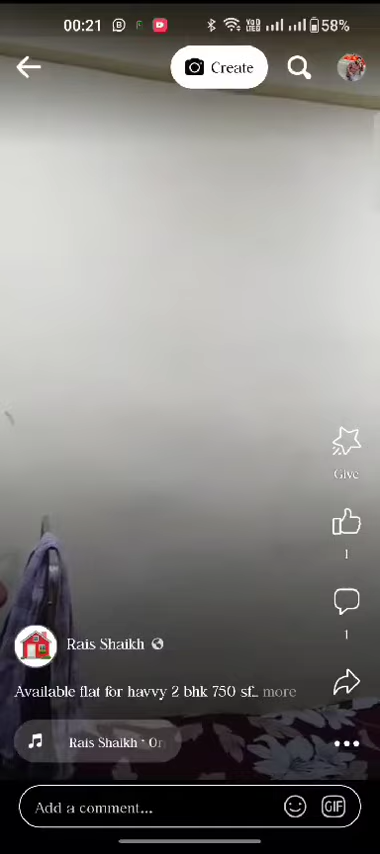 00:21 58%
Create
Give
1
1
Rais Shaikh
Available flat for havvy 2 bhk 750 sf... more
Rais Shaikh · Or
Add a comment...
GIF